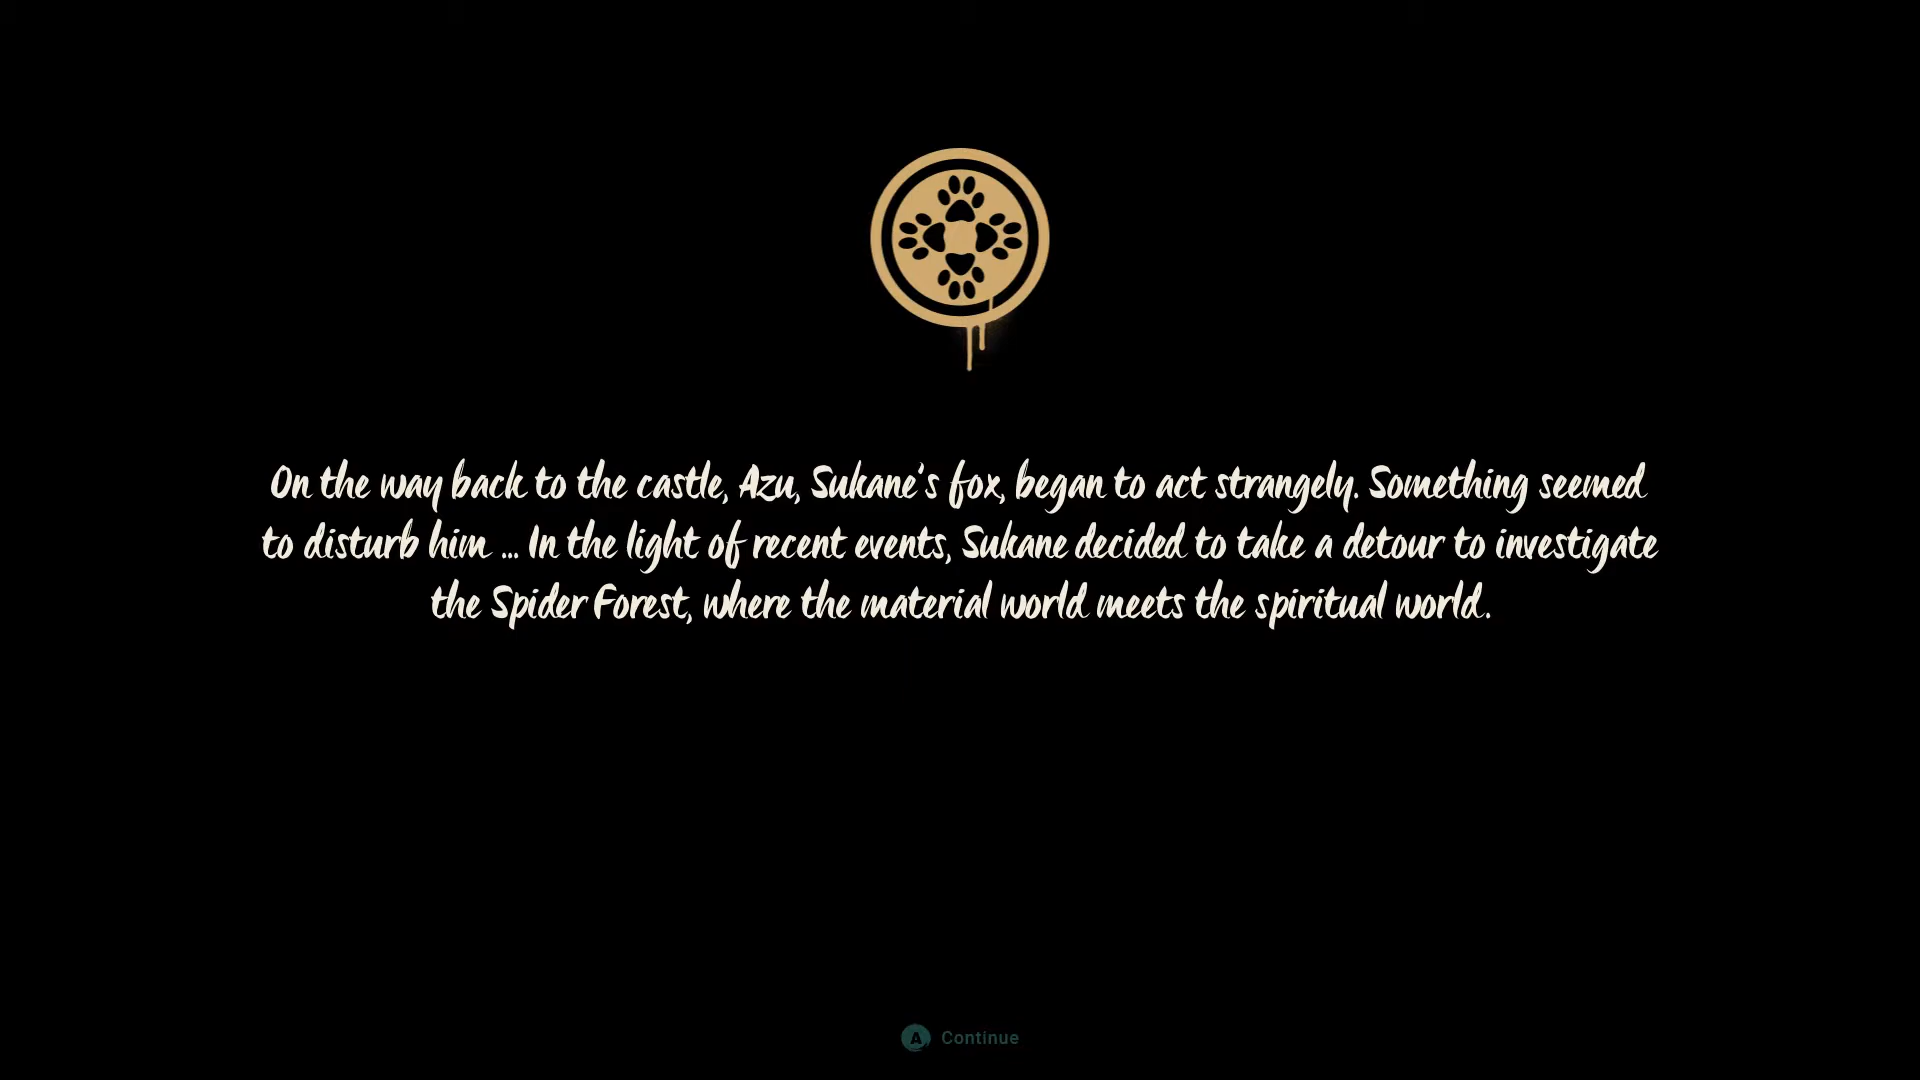 On the way back to the castle, Azu, Sukane's fox, began to act strangely. Something seemed
to disturb him ... In the light of recent events, Sukane decided to take a detour to investigate
the Spider Forest, where the material world meets the spiritual world.
A Continue